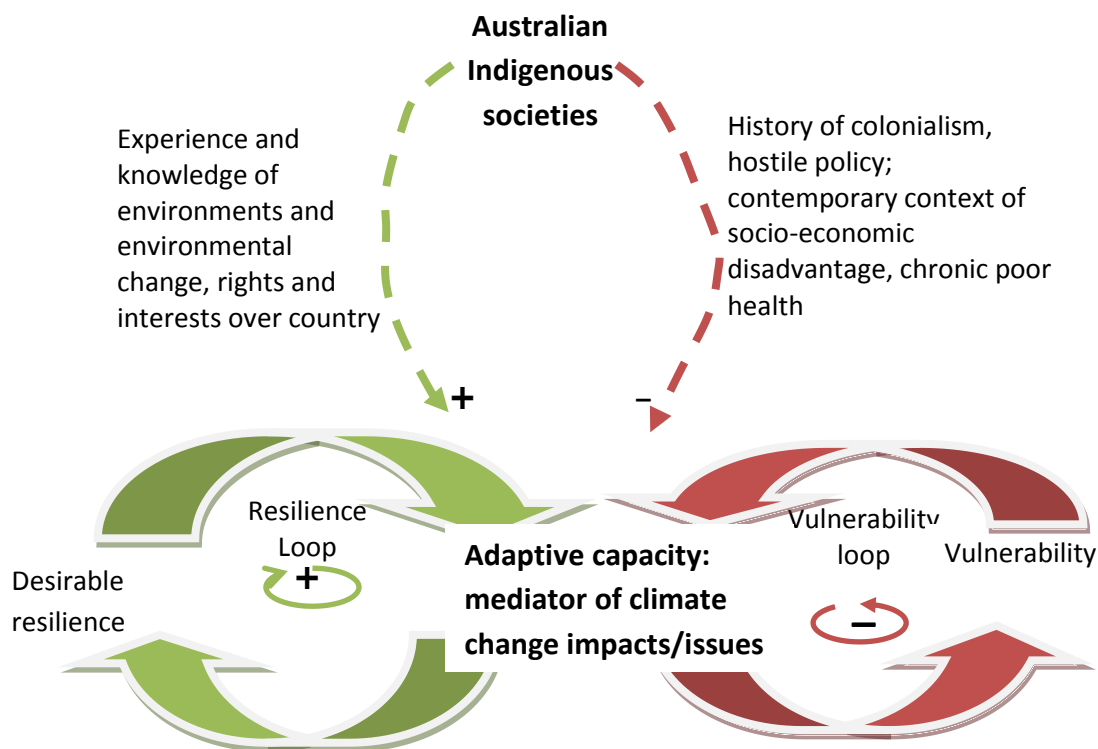 Australian
Indigenous
societies
Experience and
knowledge of
environments and
environmental
change, rights and
interests over country
History of colonialism,
hostile policy;
contemporary context of
socio-economic
disadvantage, chronic poor
health
+
–
Resilience
Loop
+
Desirable
resilience
Adaptive capacity:
mediator of climate
change impacts/issues
Vulnerability
loop
–
Vulnerability